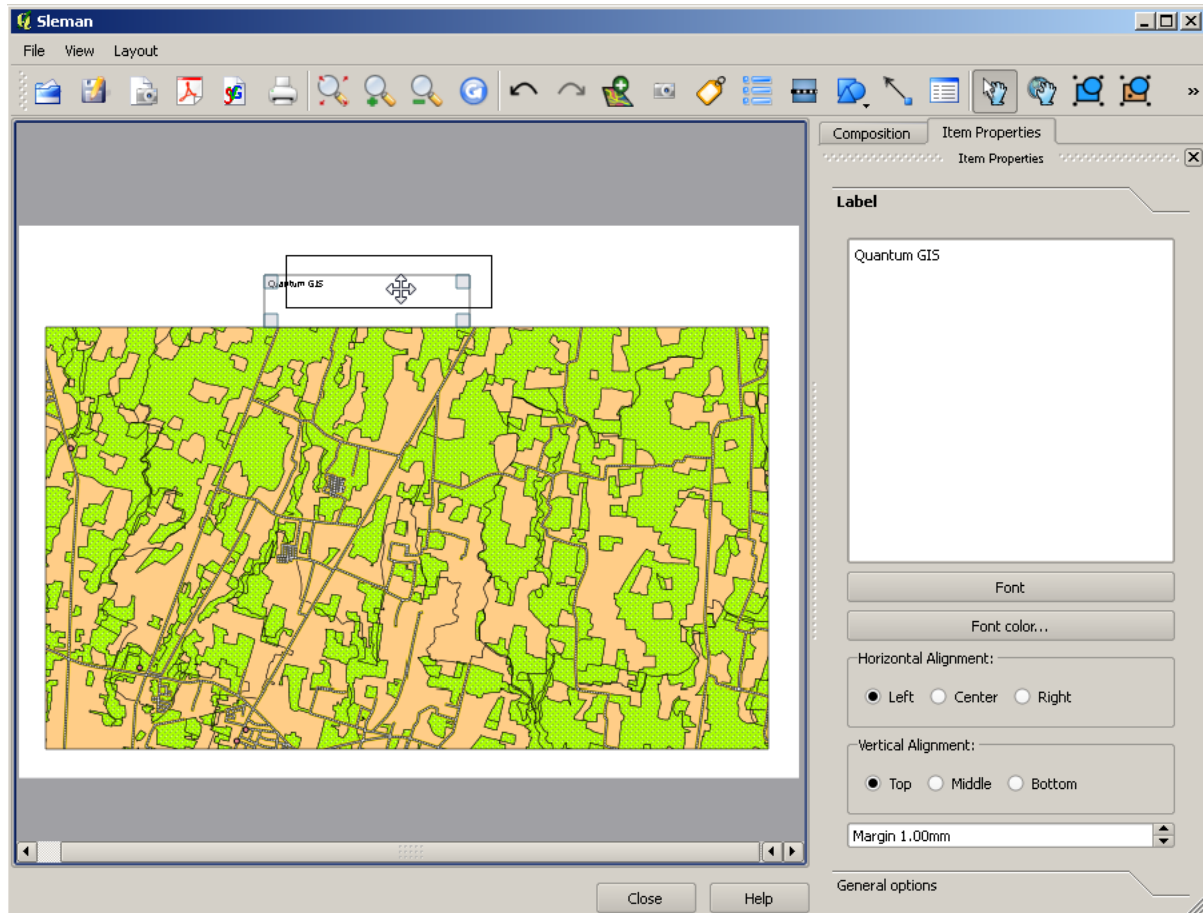 Sleman
File View Layout
»
Composition Item Properties
Item Properties
Label
Quantum GIS
Quantum GIS
Font
Font color...
Horizontal Alignment:
Left Center Right
Vertical Alignment:
Top Middle Bottom
Margin 1.00mm
General options
Close Help